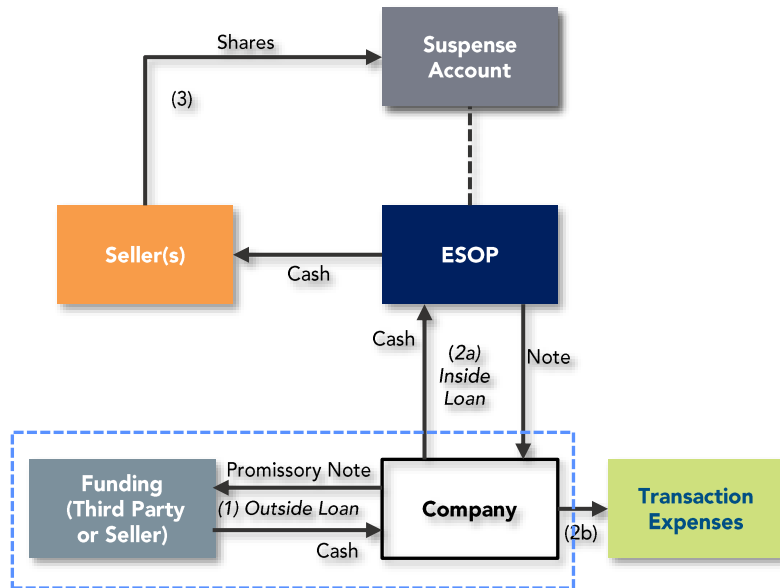 Shares
Suspense
Account
(3)
Seller(s)
ESOP
Cash
Cash
(2a)
Inside
Loan
Note
Funding
(Third Party
or Seller)
Promissory Note
(1) Outside Loan
Cash
Company
(2b)
Transaction
Expenses